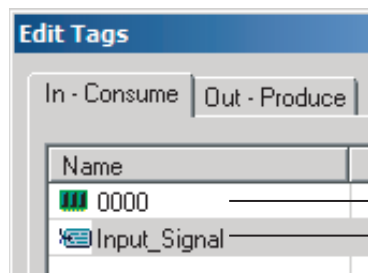 Edit Tags
In - Consume Out - Produce
Name
0000
Input_Signal